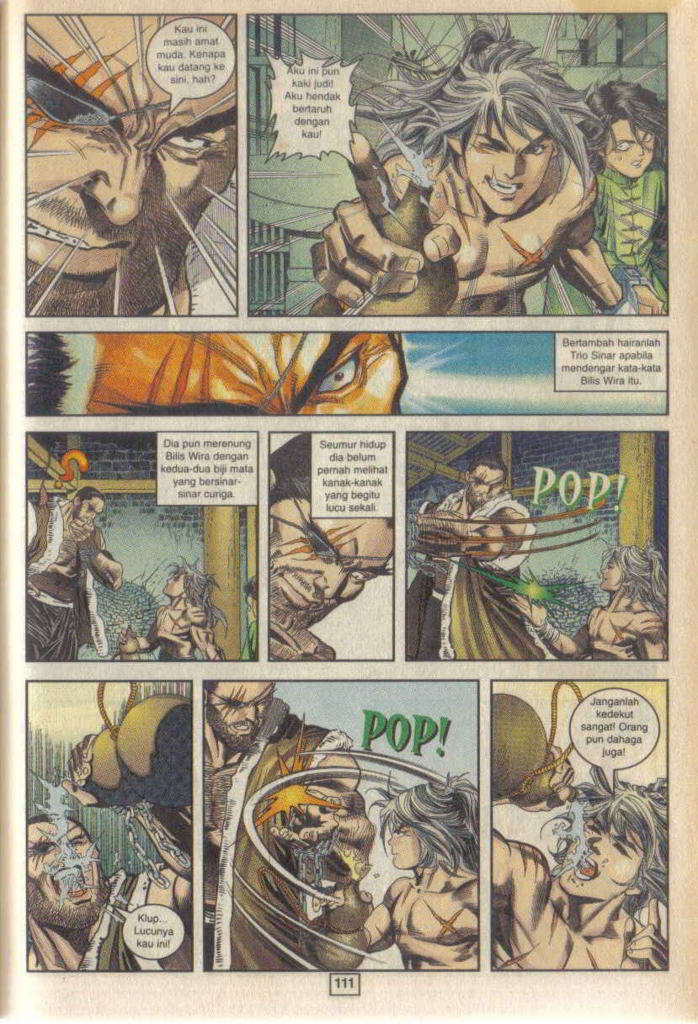 Kau ini
masih amat
muda. Kenapa
kau datang ke
sini, hah?
Aku ini pun
kaki judi!
Aku hendak
bertaruh
dengan
kau!
Bertambah hairanlah
Trio Sinar apabila
mendengar kata-kata
Bilis Wira itu.
Dia pun merenung
Bilis Wira dengan
kedua-dua biji mata
yang bersinar-
sinar curiga.
Seumur hidup
dia belum
pernah melihat
kanak-kanak
yang begitu
lucu sekali.
POP!
Klup...
Lucunya
kau ini!
POP!
Janganlah
kedekut
sangat! Orang
pun dahaga
juga!
111